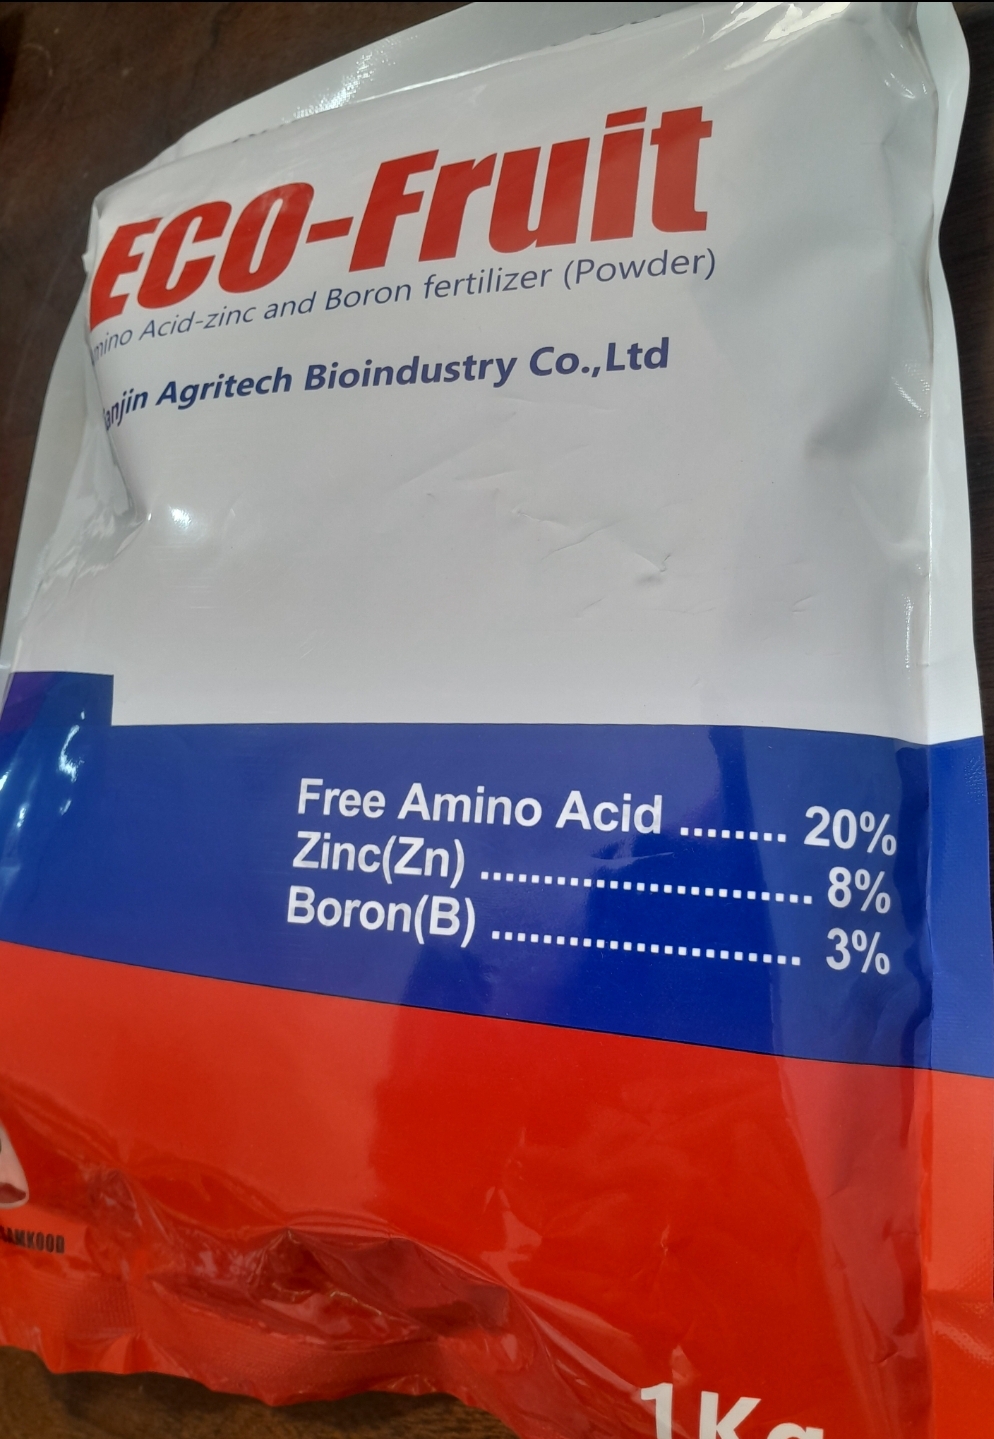 ECO-Fruit
mino Acid-zinc and Boron fertilizer (Powder)
anjin Agritech Bioindustry Co.,Ltd
Free Amino Acid ........ 20%
Zinc(Zn) .......................... 8%
Boron(B) ........................ 3%
1Kg